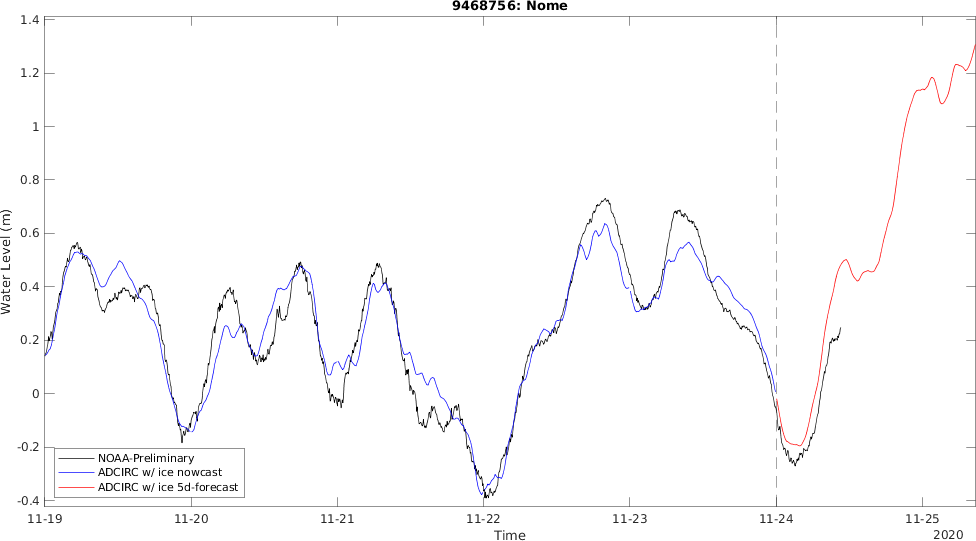 9468756: Nome
1.4
1.2
1
0.8
0.6
0.4
0.2
0
-0.2
-0.4
Water Level (m)
NOAA-Preliminary
ADCIRC w/ ice nowcast
ADCIRC w/ ice 5d-forecast
11-19 11-20 11-21 11-22 11-23 11-24 11-25
Time
2020